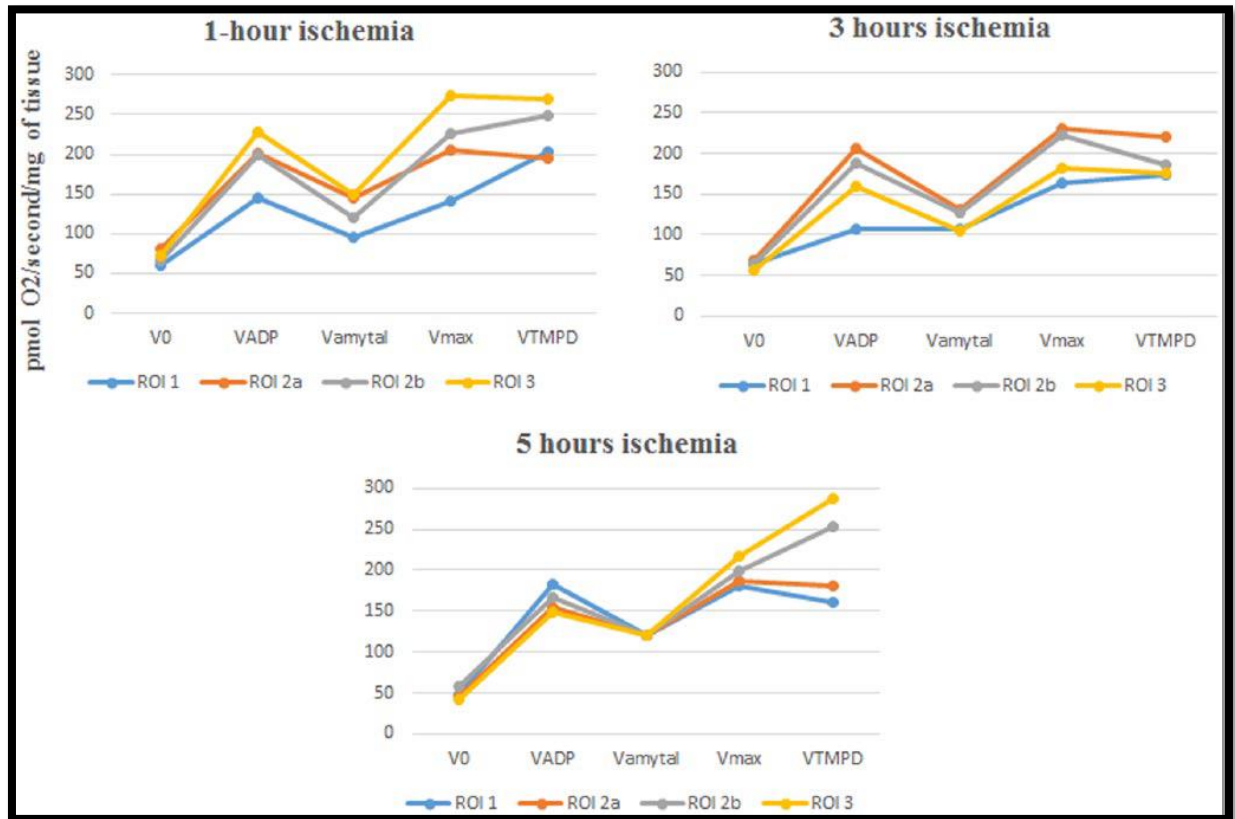 1-hour ischemia
pmol O2/second/mg of tissue
300
250
200
150
100
50
0
V0 VADP Vamytal Vmax VTMPD
ROI 1 ROI 2a ROI 2b ROI 3
3 hours ischemia
300
250
200
150
100
50
0
V0 VADP Vamytal Vmax VTMPD
ROI 1 ROI 2a ROI 2b ROI 3
5 hours ischemia
300
250
200
150
100
50
0
V0 VADP Vamytal Vmax VTMPD
ROI 1 ROI 2a ROI 2b ROI 3